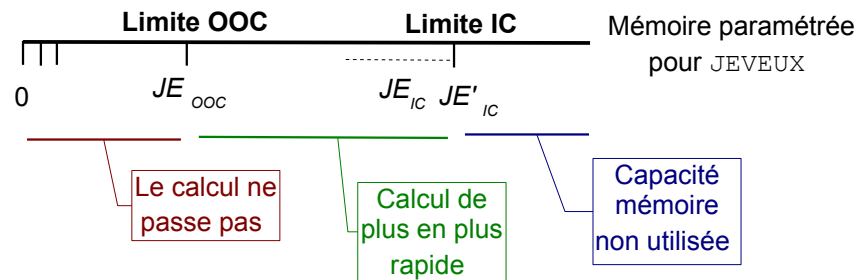 Limite OOC
Limite IC
Mémoire paramétrée
pour JEVEUX
0
JE OOC
JE IC
JE' IC
Le calcul ne
passe pas
Calcul de
plus en plus
rapide
Capacité
mémoire
non utilisée